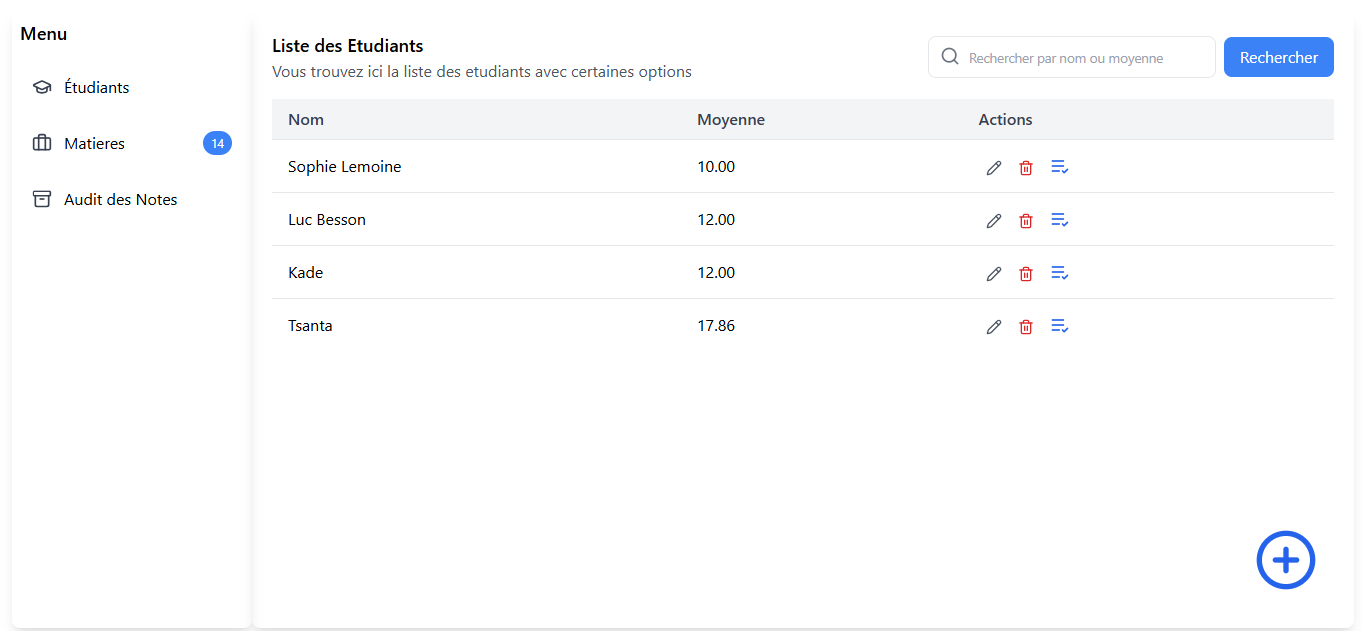 Menu
Étudiants
Matieres 14
Audit des Notes
Liste des Etudiants
Vous trouvez ici la liste des etudiants avec certaines options
Rechercher par nom ou moyenne Rechercher
Nom Moyenne Actions
Sophie Lemoine 10.00
Luc Besson 12.00
Kade 12.00
Tsanta 17.86